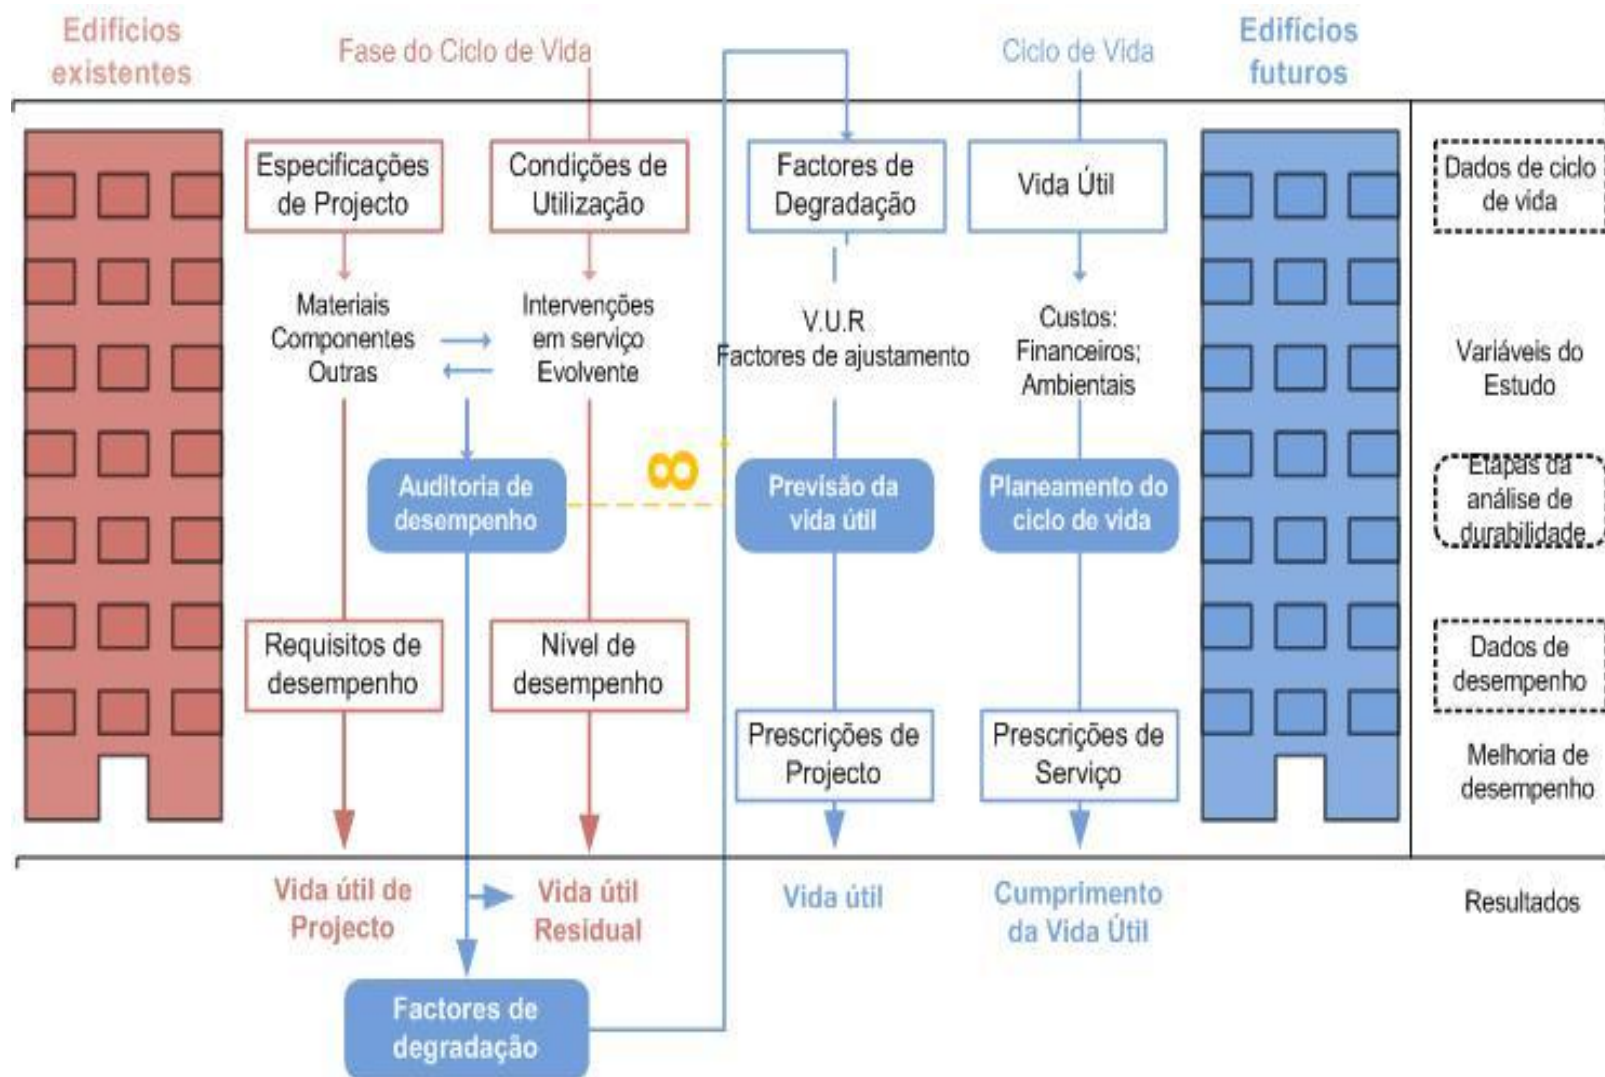 Edifícios
existentes
Fase do Ciclo de Vida
Ciclo de Vida
Edifícios
futuros
Especificações
de Projecto
Condições de
Utilização
Factores de
Degradação
Vida Útil
Dados de ciclo
de vida
Materiais
Componentes
Outras
Intervenções
em serviço
Evolvente
V.U.R
Factores de ajustamento
Custos:
Financeiros;
Ambientais
Variáveis do
Estudo
Auditoria de
desempenho
8
Previsão da
vida útil
Planeamento do
ciclo de vida
Etapas da
análise de
durabilidade
Requisitos de
desempenho
Nível de
desempenho
Dados de
desempenho
Prescrições de
Projecto
Prescrições de
Serviço
Melhoria de
desempenho
Vida útil de
Projecto
Vida útil
Residual
Vida útil
Cumprimento
da Vida Útil
Resultados
Factores de
degradação